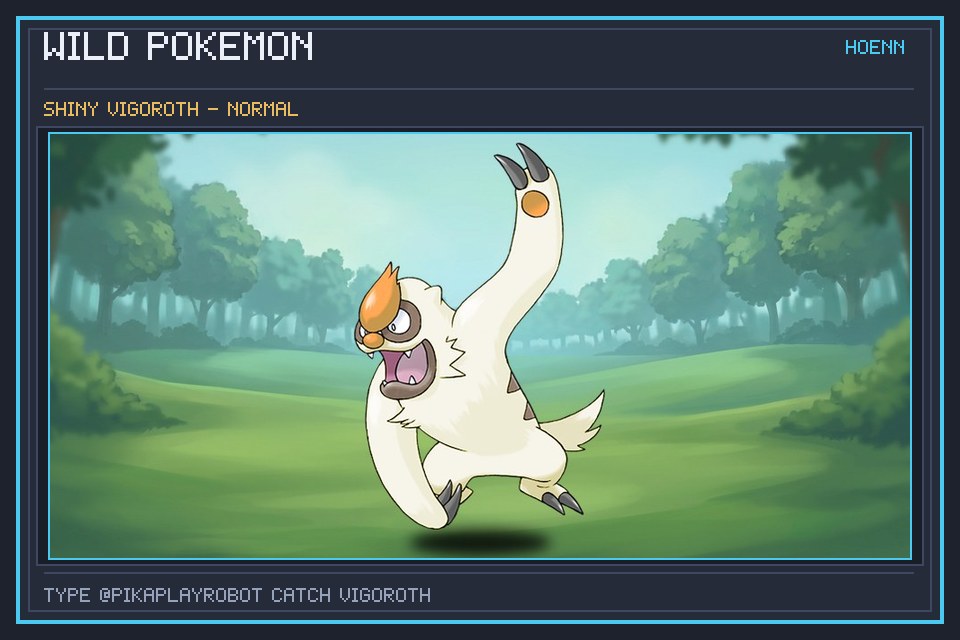 WILD POKEMON
HOENN
SHINY VIGOROTH - NORMAL
TYPE @PIKAPLAYROBOT CATCH VIGOROTH